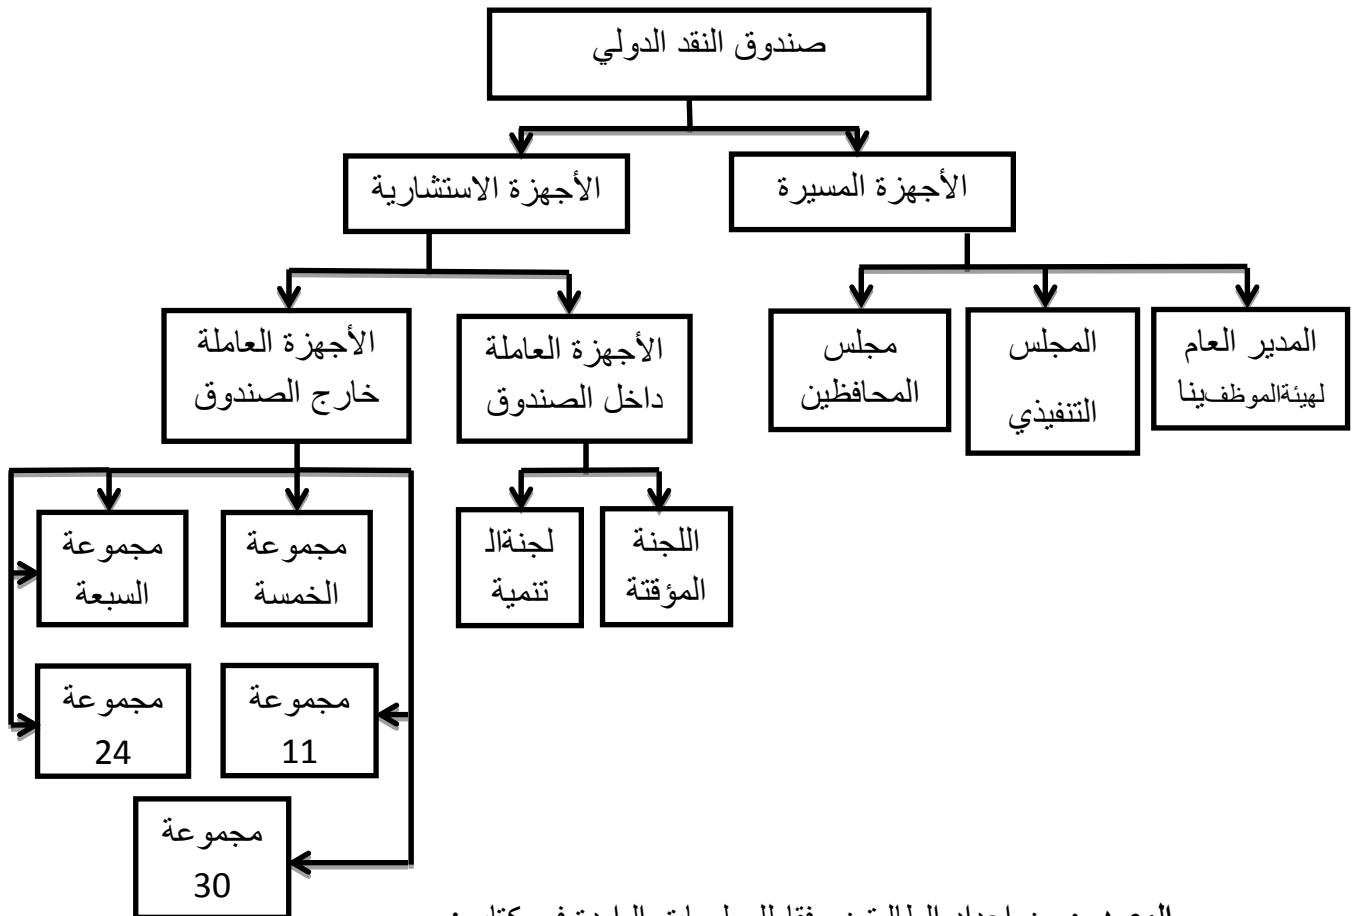 صندوق النقد الدولي
الأجهزة المسيرة
الأجهزة الاستشارية
المدير العام
لهيئةالموظفينا
المجلس
التنفيذي
مجلس
المحافظين
الأجهزة العاملة
داخل الصندوق
الأجهزة العاملة
خارج الصندوق
اللجنة
المؤقتة
لجنةالـ
تنمية
مجموعة
الخمسة
مجموعة
السبعة
مجموعة
11
مجموعة
24
مجموعة
30